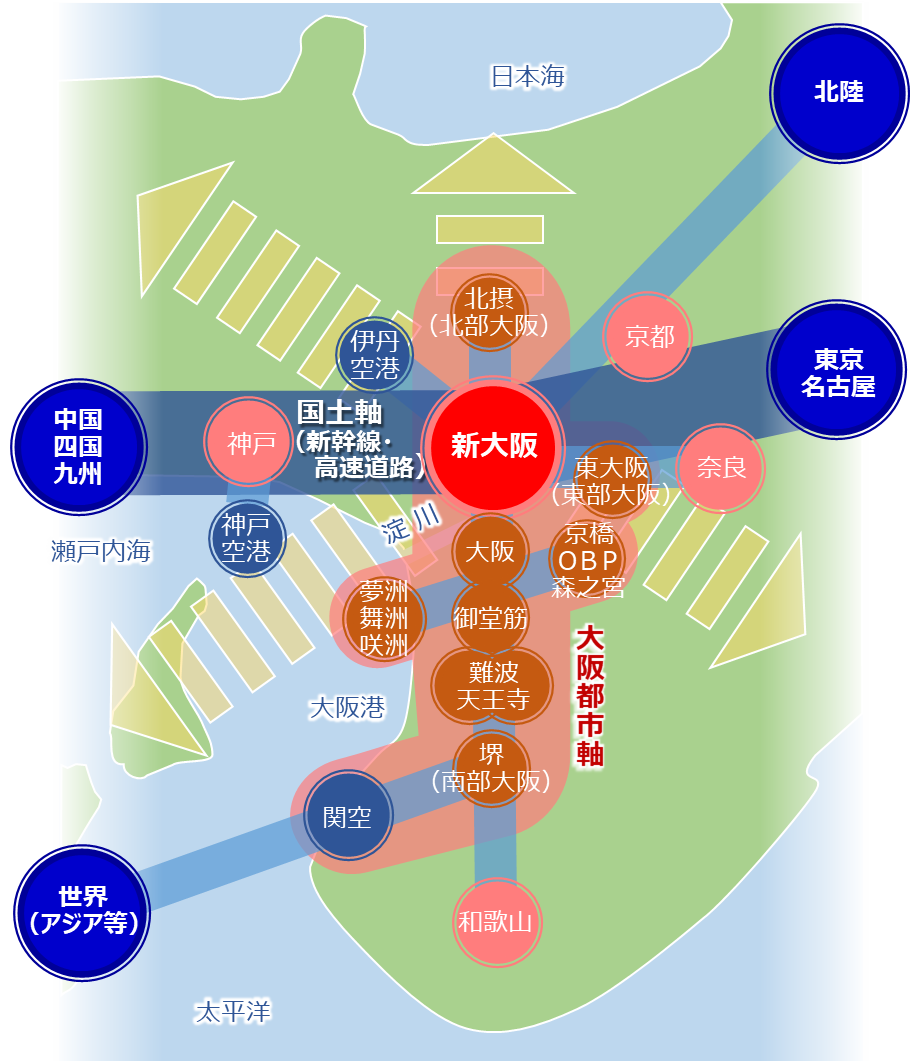 日本海
北陸
北摂
（北部大阪）
伊丹
空港
京都
東京
名古屋
中国
四国
九州
神戸
国土軸
（新幹線・
高速道路）
新大阪
東大阪
（東部大阪）
奈良
淀川
神戸
空港
瀬戸内海
大阪
京橋
ＯＢＰ
森之宮
夢洲
舞洲
咲洲
御堂筋
難波
天王寺
大阪都市軸
大阪港
堺
（南部大阪）
関空
世界
（アジア等）
和歌山
太平洋